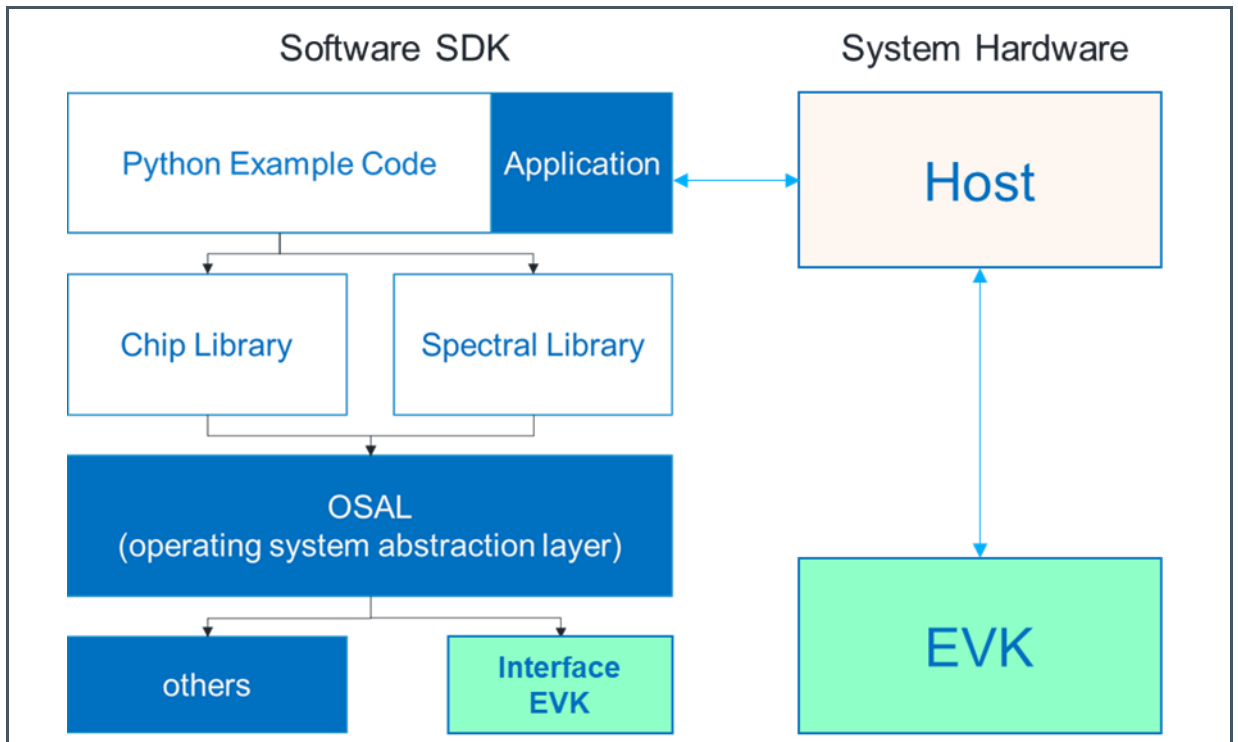 Software SDK
System Hardware
Python Example Code
Application
Host
Chip Library
Spectral Library
OSAL
(operating system abstraction layer)
others
Interface
EVK
EVK